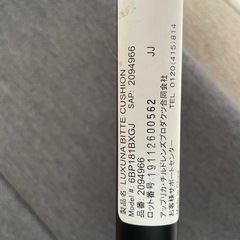 製品名: LUXUNA BITTE CUSHION
Model #: 6BP181BXGJ SAP: 2094966
品番: 2094966 JJ
ロット番号: 19112600562
アップリカ・チルドレンズプロダクツ合同会社
お客様サポートセンター TEL 0120(415)814